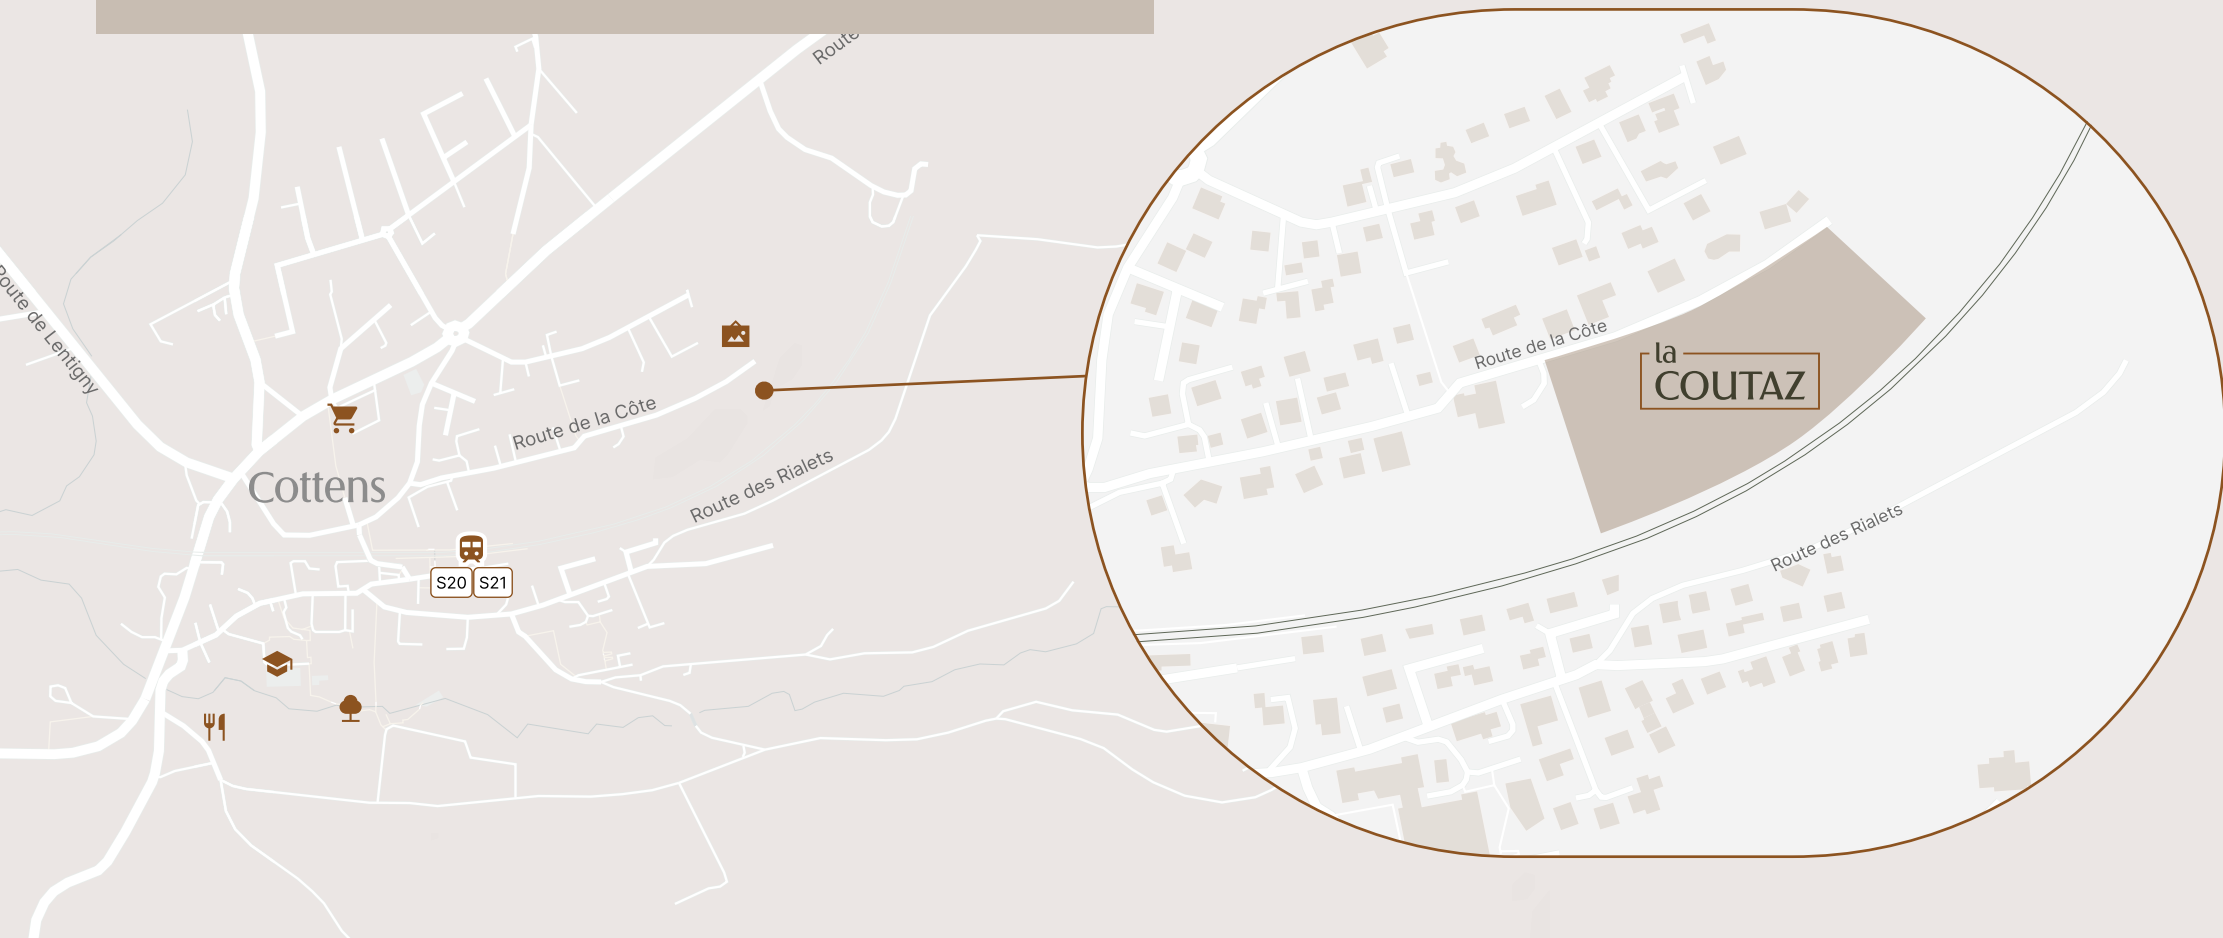 Route
Route de Lentigny
Route de la Côte
Route des Rialets
Cottens
S20 S21
Route de la Côte
la
COUTAZ
Route des Rialets